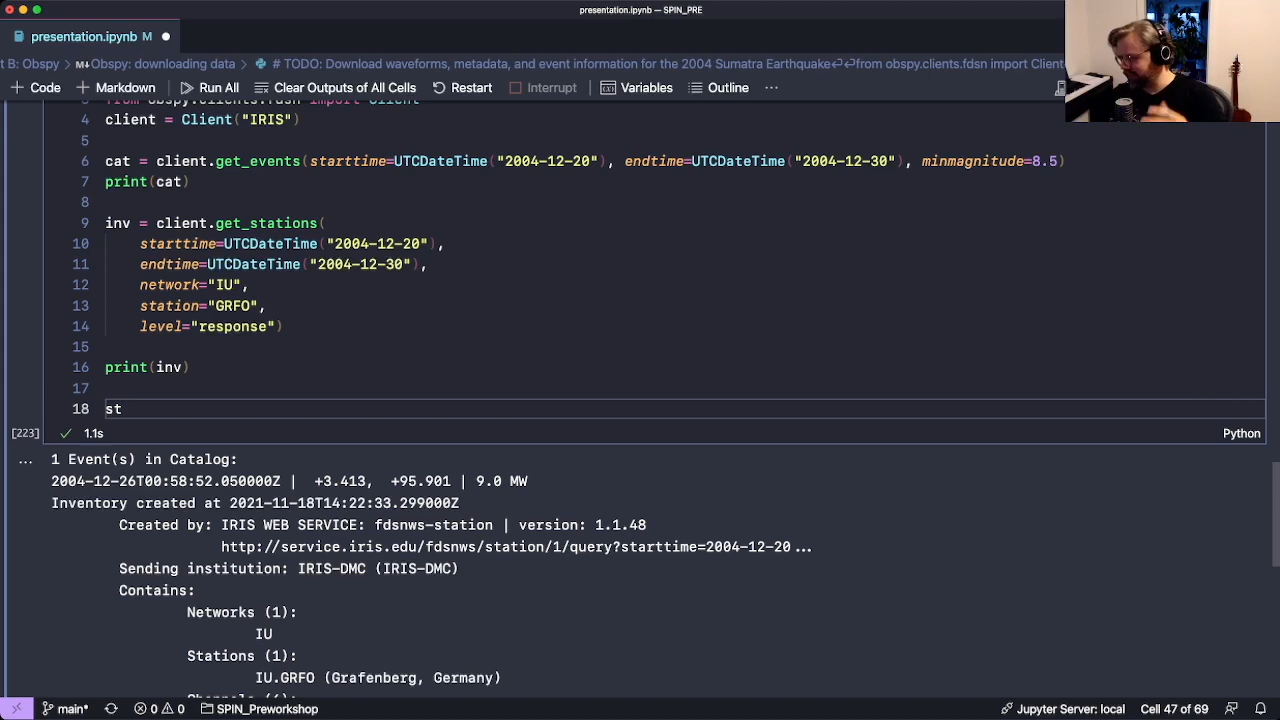 presentation.ipynb — SPIN_PRE
presentation.ipynb M
t B: Obspy > M Obspy: downloading data > # TODO: Download waveforms, metadata, and event information for the 2004 Sumatra Earthquake↵↵from obspy.clients.fdsn import Client
+ Code + Markdown Run All Clear Outputs of All Cells Restart Interrupt Variables Outline ...
from obspy.clients.fdsn import Client
4 client = Client("IRIS")
5
6 cat = client.get_events(starttime=UTCDateTime("2004-12-20"), endtime=UTCDateTime("2004-12-30"), minmagnitude=8.5)
7 print(cat)
8
9 inv = client.get_stations(
10 starttime=UTCDateTime("2004-12-20"),
11 endtime=UTCDateTime("2004-12-30"),
12 network="IU",
13 station="GRFO",
14 level="response")
15
16 print(inv)
17
18 st
[223] 1.1s Python
... 1 Event(s) in Catalog:
2004-12-26T00:58:52.050000Z | +3.413, +95.901 | 9.0 MW
Inventory created at 2021-11-18T14:22:33.299000Z
Created by: IRIS WEB SERVICE: fdsnws-station | version: 1.1.48
http://service.iris.edu/fdsnws/station/1/query?starttime=2004-12-20...
Sending institution: IRIS-DMC (IRIS-DMC)
Contains:
Networks (1):
IU
Stations (1):
IU.GRFO (Grafenberg, Germany)
main* 0 0 SPIN_Preworkshop Jupyter Server: local Cell 47 of 69